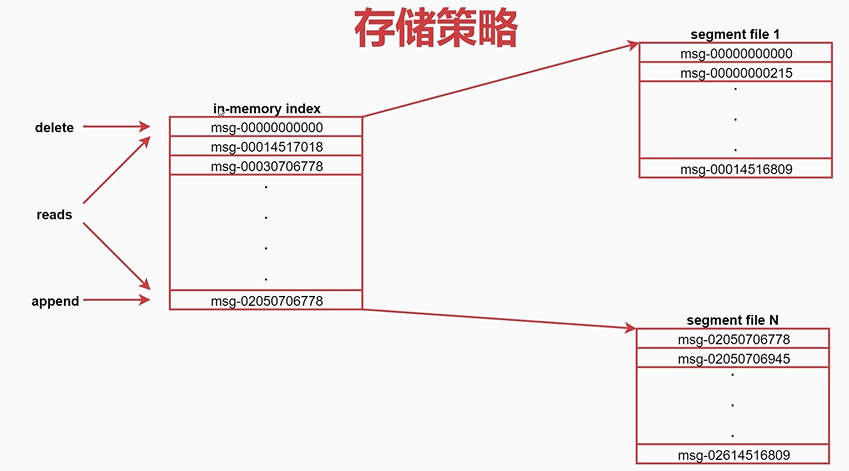 存储策略
segment file 1
msg-00000000000
msg-00000000215
msg-00014516809
in-memory index
msg-00000000000
msg-00014517018
msg-00030706778
msg-02050706778
delete
reads
append
segment file N
msg-02050706778
msg-02050706945
msg-02614516809